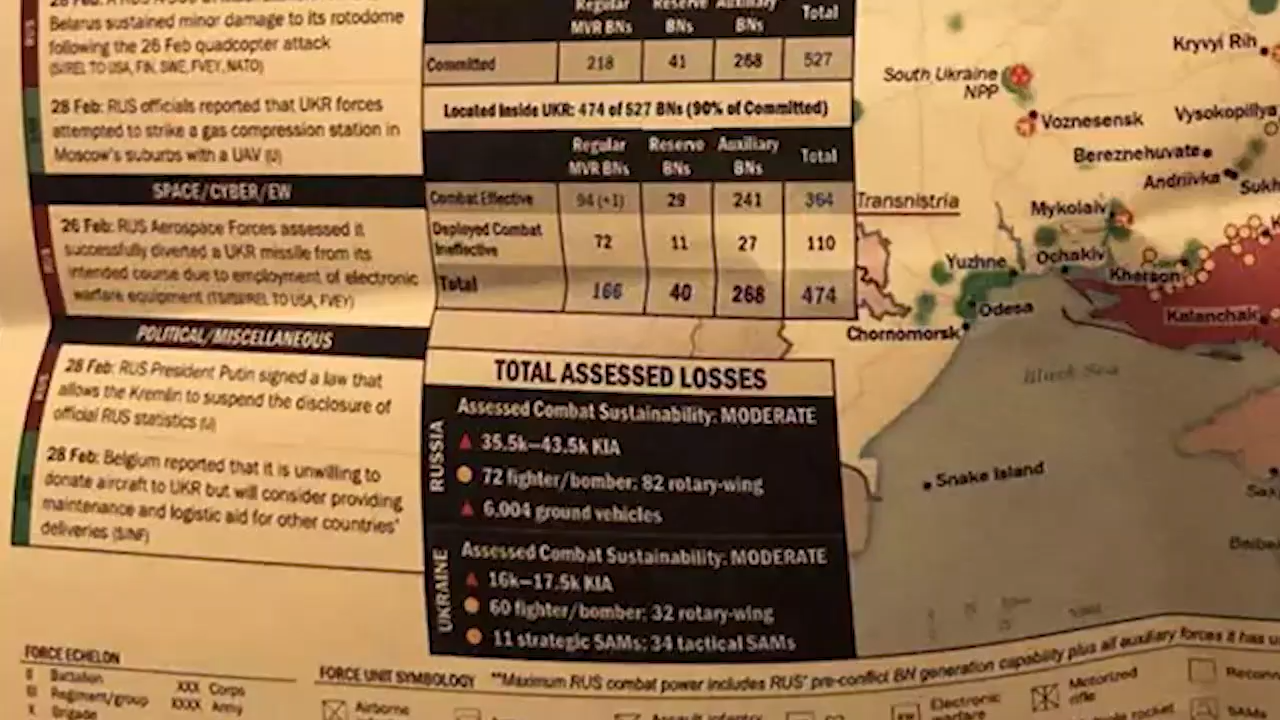 Belarus sustained minor damage to its rotodome
following the 26 Feb quadcopter attack
(S//REL TO USA, FIN, SWE, FVEY, NATO)
28 Feb: RUS officials reported that UKR forces
attempted to strike a gas compression station in
Moscow's suburbs with a UAV (U)
SPACE/CYBER/EW
26 Feb: RUS Aerospace Forces assessed it
successfully diverted a UKR missile from its
intended course due to employment of electronic
warfare equipment (TS//SI//REL TO USA, FVEY)
POLITICAL/MISCELLANEOUS
28 Feb: RUS President Putin signed a law that
allows the Kremlin to suspend the disclosure of
official RUS statistics (U)
28 Feb: Belgium reported that it is unwilling to
donate aircraft to UKR but will consider providing
maintenance and logistic aid for other countries'
deliveries (S//NF)
Regular MVR BNs Reserve BNs Auxiliary BNs Total
Committed 218 41 268 527
Located Inside UKR: 474 of 527 BNs (90% of Committed)
Regular MVR BNs Reserve BNs Auxiliary BNs Total
Combat Effective 94 (+1) 29 241 364
Deployed Combat Ineffective 72 11 27 110
Total 166 40 268 474
TOTAL ASSESSED LOSSES
RUSSIA
Assessed Combat Sustainability: MODERATE
35.5k–43.5k KIA
72 fighter/bomber; 82 rotary-wing
6,004 ground vehicles
UKRAINE
Assessed Combat Sustainability: MODERATE
16k–17.5k KIA
60 fighter/bomber; 32 rotary-wing
11 strategic SAMs; 34 tactical SAMs
Kryvyi Rih
South Ukraine
NPP
Voznesensk
Vysokopillya
Bereznehuvate
Andriivka
Sukh
Transnistria
Mykolaiv
Yuzhne
Ochakiv
Kherson
Odesa
Kalanchak
Chornomorsk
Black Sea
Snake Island
FORCE ECHELON
II Battalion
III Regiment/group
X Brigade
XXX Corps
XXXX Army
FORCE UNIT SYMBOLOGY
**Maximum RUS combat power includes RUS' pre-conflict BN generation capability plus all auxiliary forces it has u
Airborne
Assault infantry
Electronic
warfare
Motorized
rifle
Reconn
rocket
SAMs